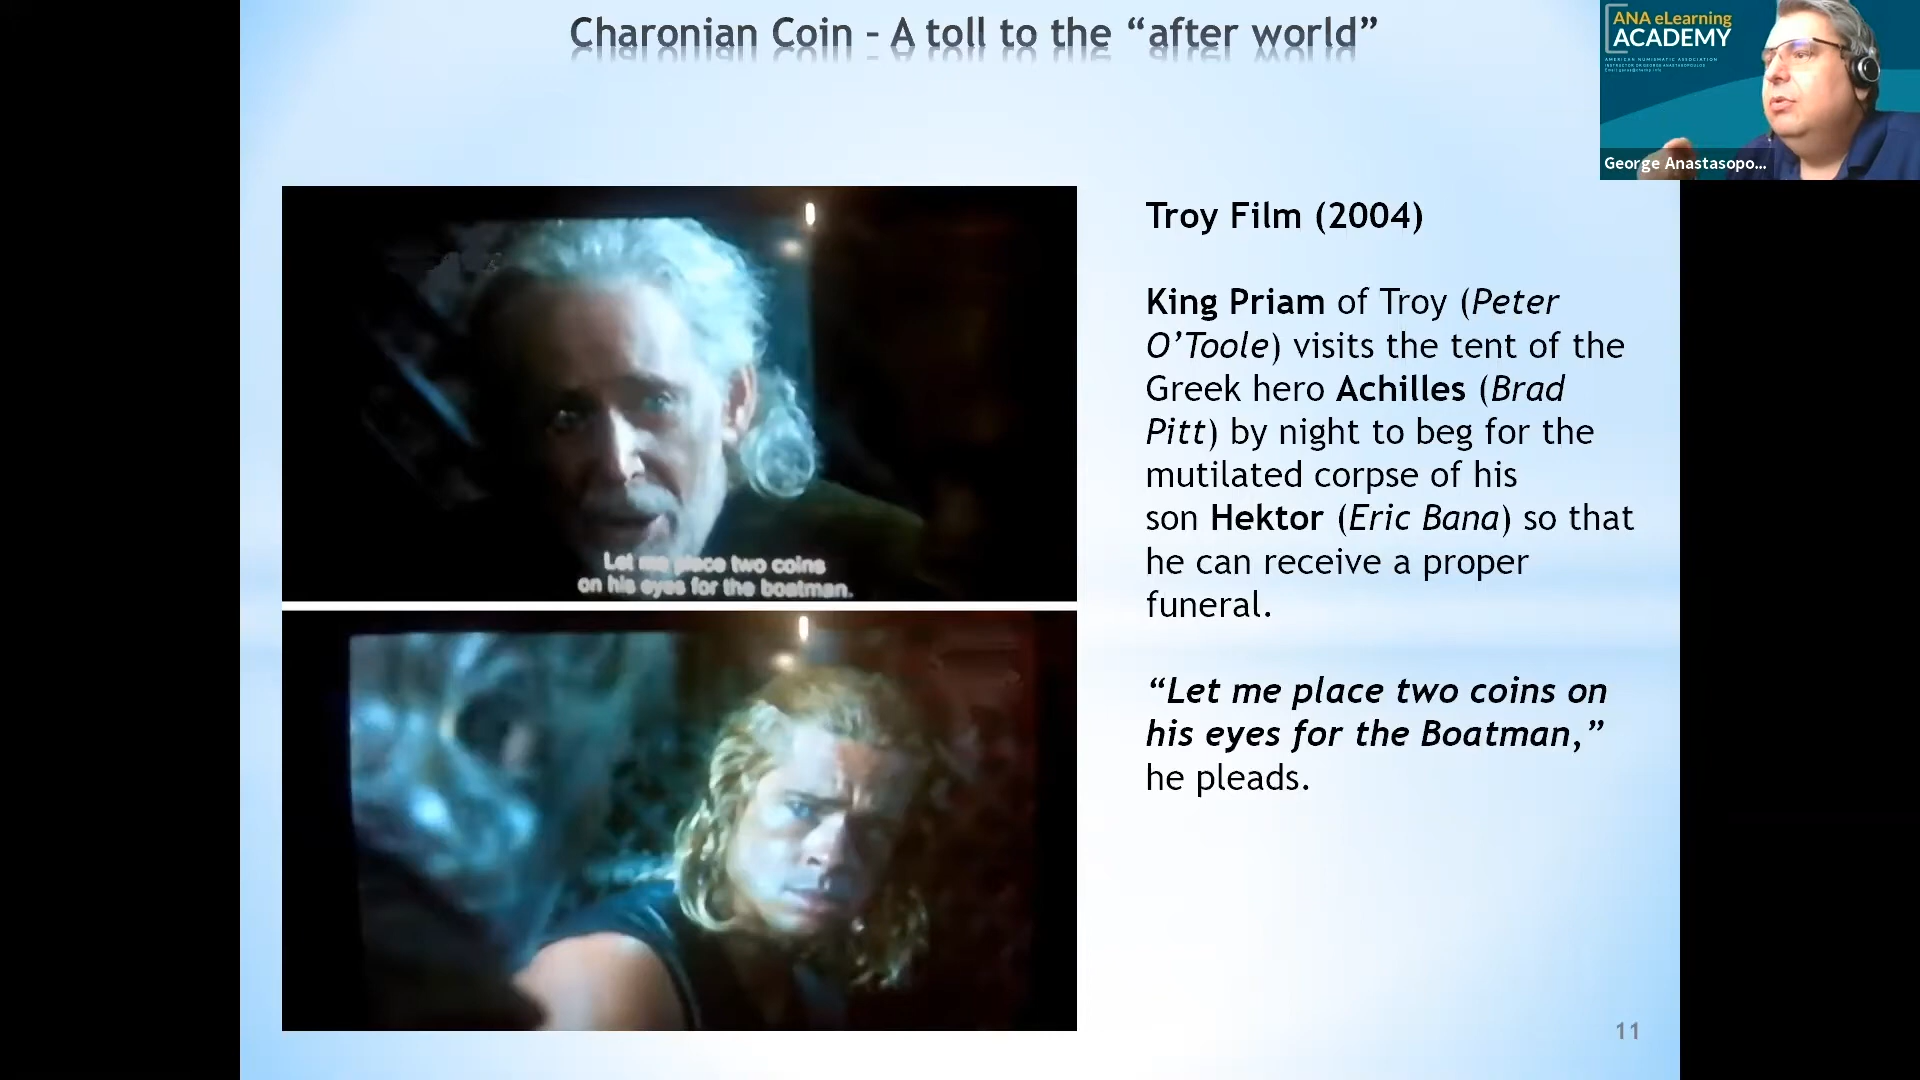 Charonian Coin – A toll to the “after world”
ANA eLearning
ACADEMY
AMERICAN NUMISMATIC ASSOCIATION
George Anastasopo...
Let me place two coins
on his eyes for the boatman.
Troy Film (2004)
King Priam of Troy (Peter
O’Toole) visits the tent of the
Greek hero Achilles (Brad
Pitt) by night to beg for the
mutilated corpse of his
son Hektor (Eric Bana) so that
he can receive a proper
funeral.
“Let me place two coins on
his eyes for the Boatman,”
he pleads.
11